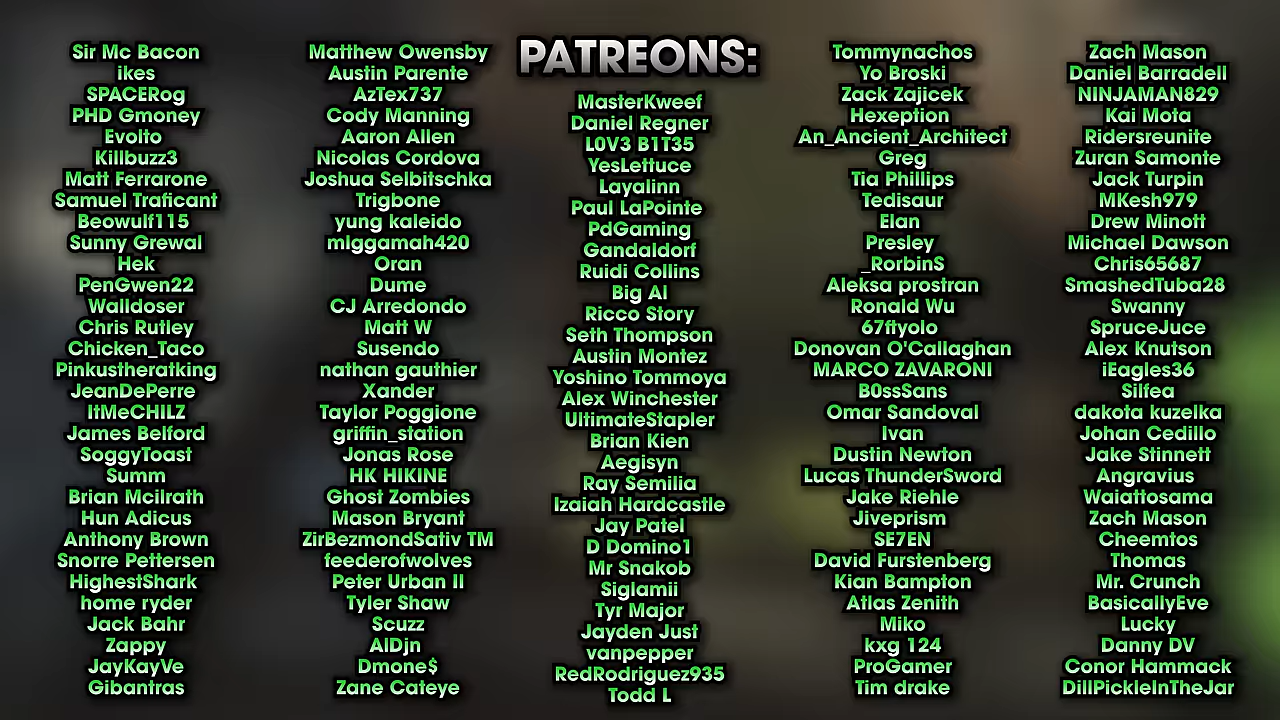 PATREONS:
Sir Mc Bacon
ikes
SPACERog
PHD Gmoney
Evolto
Killbuzz3
Matt Ferrarone
Samuel Traficant
Beowulf115
Sunny Grewal
Hek
PenGwen22
Walldoser
Chris Rutley
Chicken_Taco
Pinkustheratking
JeanDePerre
ItMeCHILZ
James Belford
SoggyToast
Summ
Brian Mcilrath
Hun Adicus
Anthony Brown
Snorre Pettersen
HighestShark
home ryder
Jack Bahr
Zappy
JayKayVe
Gibantras
Matthew Owensby
Austin Parente
AzTex737
Cody Manning
Aaron Allen
Nicolas Cordova
Joshua Selbitschka
Trigbone
yung kaleido
mlggamah420
Oran
Dume
CJ Arredondo
Matt W
Susendo
nathan gauthier
Xander
Taylor Poggione
griffin_station
Jonas Rose
HK HIKINE
Ghost Zombies
Mason Bryant
ZirBezmondSativ TM
feederofwolves
Peter Urban II
Tyler Shaw
Scuzz
AlDjn
Dmone$
Zane Cateye
MasterKweef
Daniel Regner
L0V3 B1T35
YesLettuce
Layalinn
Paul LaPointe
PdGaming
Gandaldorf
Ruidi Collins
Big Al
Ricco Story
Seth Thompson
Austin Montez
Yoshino Tommoya
Alex Winchester
UltimateStapler
Brian Kien
Aegisyn
Ray Semilia
Izaiah Hardcastle
Jay Patel
D Domino1
Mr Snakob
Siglamii
Tyr Major
Jayden Just
vanpepper
RedRodriguez935
Todd L
Tommynachos
Yo Broski
Zack Zajicek
Hexeption
An_Ancient_Architect
Greg
Tia Phillips
Tedisaur
Elan
Presley
_RorbinS
Aleksa prostran
Ronald Wu
67ftyolo
Donovan O'Callaghan
MARCO ZAVARONI
B0ssSans
Omar Sandoval
Ivan
Dustin Newton
Lucas ThunderSword
Jake Riehle
Jiveprism
SE7EN
David Furstenberg
Kian Bampton
Atlas Zenith
Miko
kxg 124
ProGamer
Tim drake
Zach Mason
Daniel Barradell
NINJAMAN829
Kai Mota
Ridersreunite
Zuran Samonte
Jack Turpin
MKesh979
Drew Minott
Michael Dawson
Chris65687
SmashedTuba28
Swanny
SpruceJuce
Alex Knutson
iEagles36
Silfea
dakota kuzelka
Johan Cedillo
Jake Stinnett
Angravius
Waiattosama
Zach Mason
Cheemtos
Thomas
Mr. Crunch
BasicallyEve
Lucky
Danny DV
Conor Hammack
DillPickleInTheJar